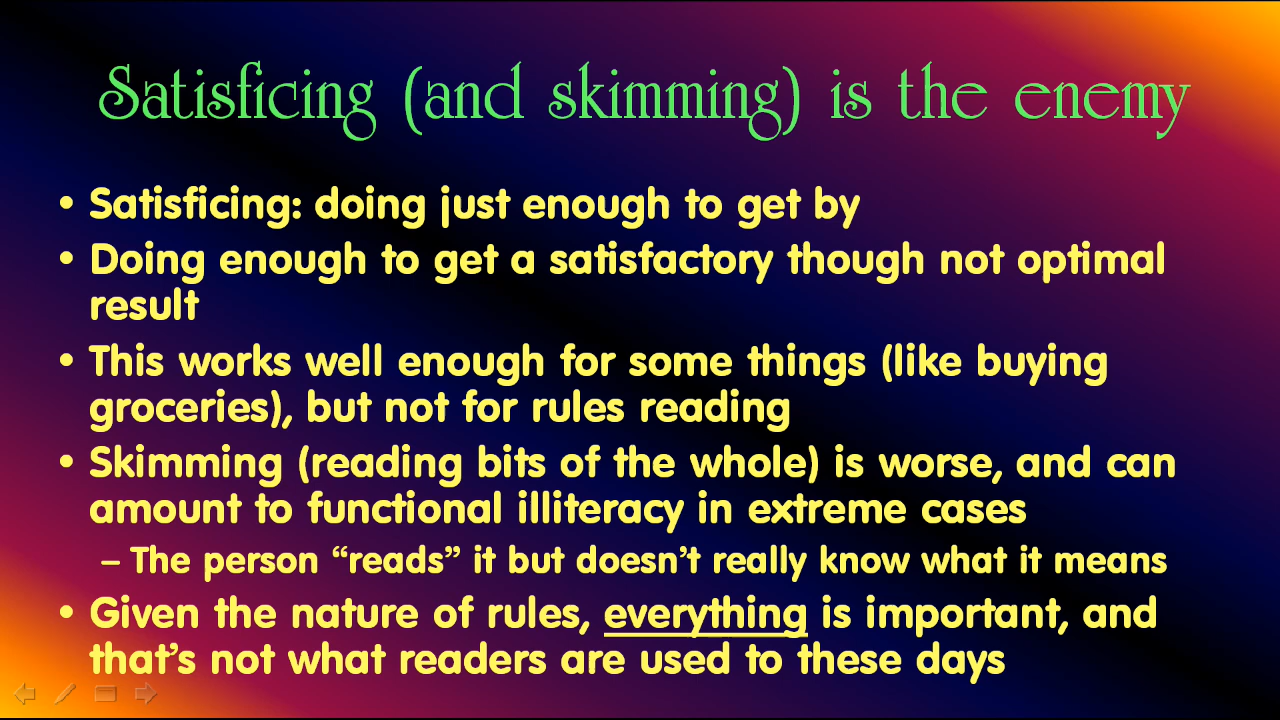 Satisficing (and skimming) is the enemy
• Satisficing: doing just enough to get by
• Doing enough to get a satisfactory though not optimal
result
• This works well enough for some things (like buying
groceries), but not for rules reading
• Skimming (reading bits of the whole) is worse, and can
amount to functional illiteracy in extreme cases
– The person “reads” it but doesn’t really know what it means
• Given the nature of rules, everything is important, and
that’s not what readers are used to these days